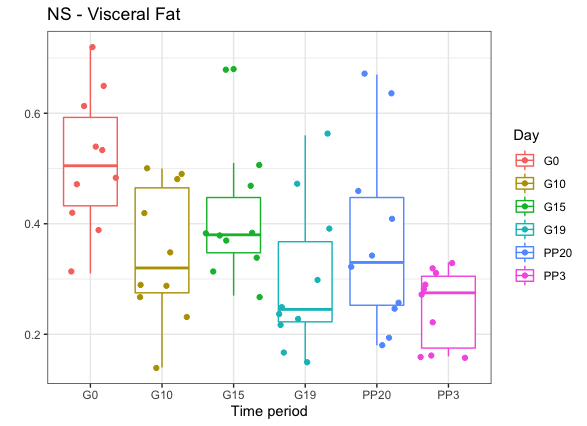 NS - Visceral Fat
0.6
0.4
0.2
G0 G10 G15 G19 PP20 PP3
Time period
Day
G0
G10
G15
G19
PP20
PP3